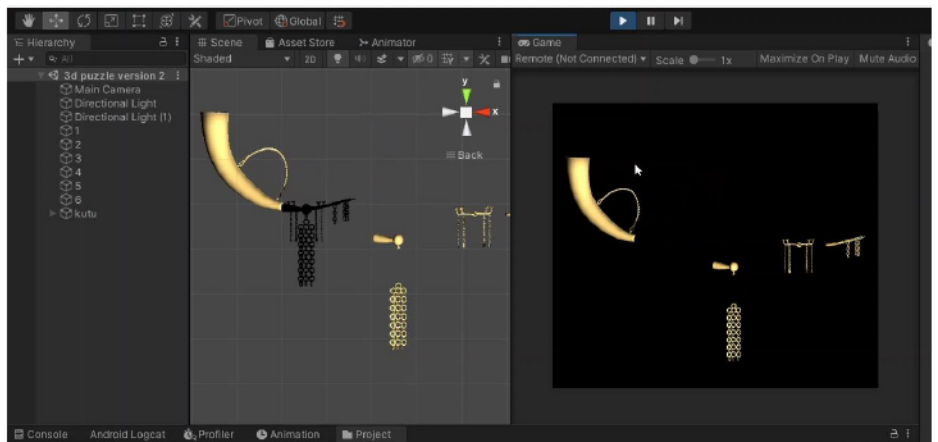 Pivot Global
Hierarchy
Scene Asset Store Animator
Game
All
Shaded 2D
Remote (Not Connected) Scale 1x Maximize On Play Mute Audio
3d puzzle version 2
Main Camera
Directional Light
Directional Light (1)
1
2
3
4
5
6
kutu
y
x
Back
Console Android Logcat Profiler Animation Project